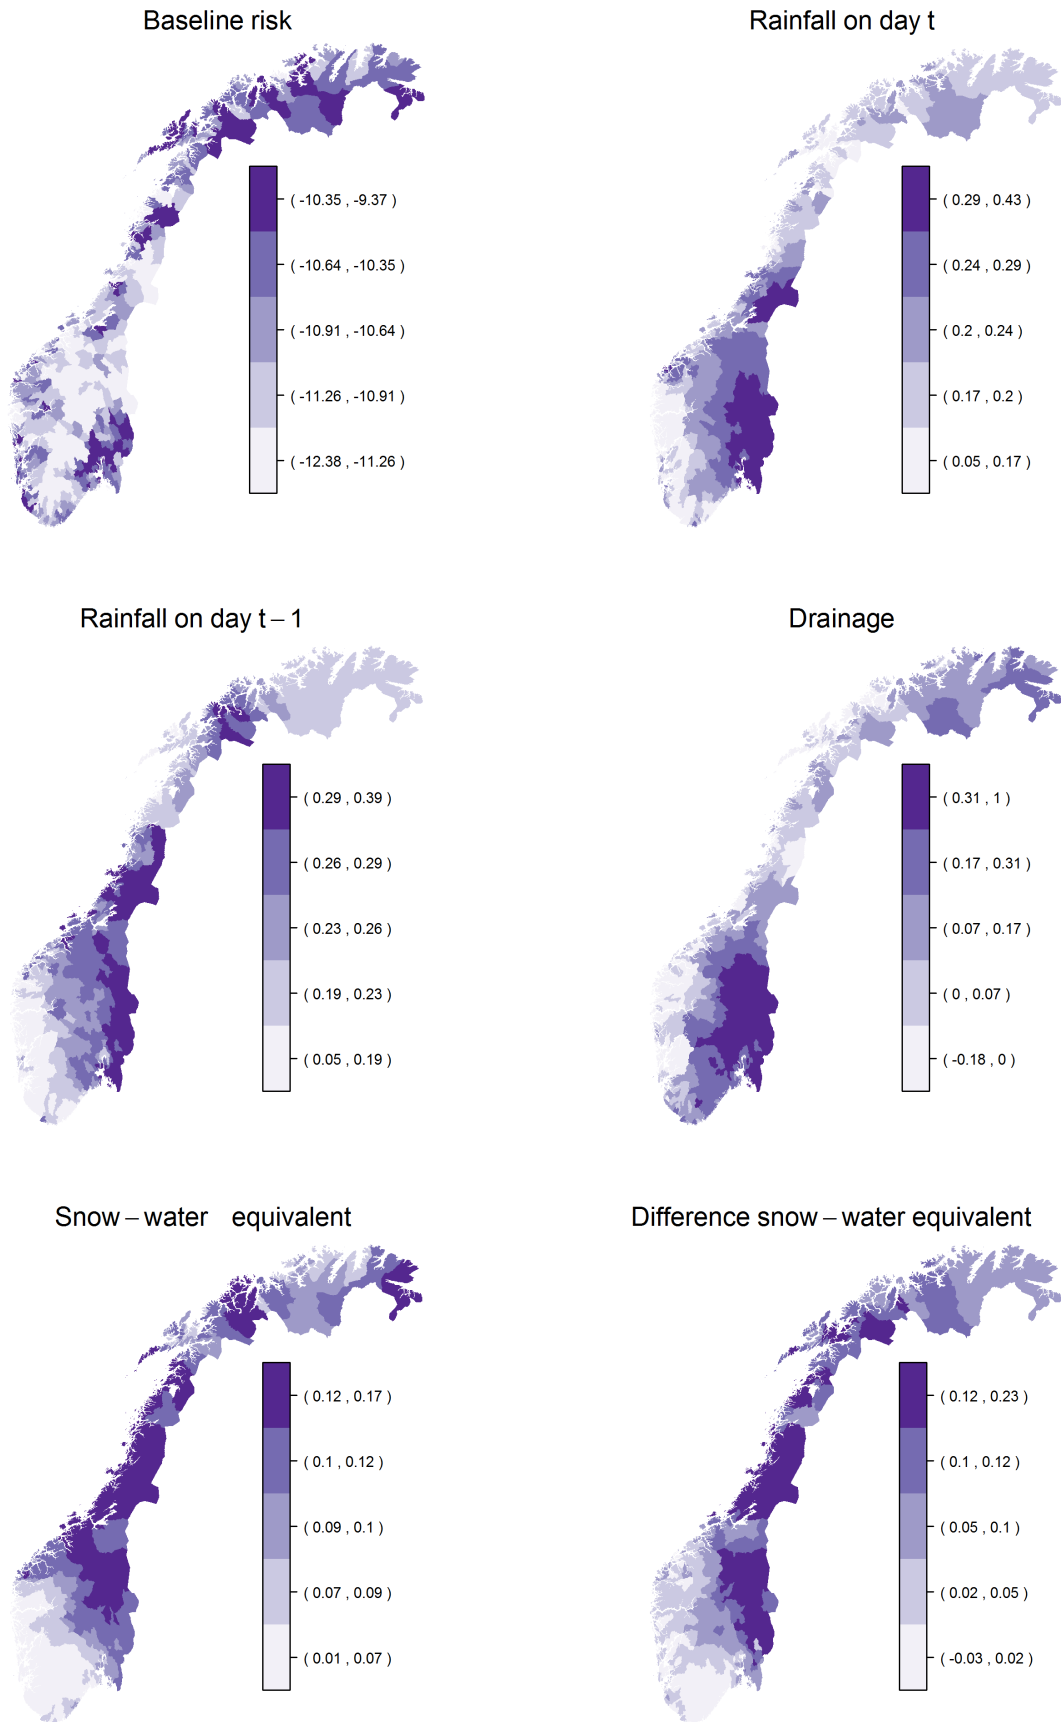 Baseline risk
( -10.35 , -9.37 )
( -10.64 , -10.35 )
( -10.91 , -10.64 )
( -11.26 , -10.91 )
( -12.38 , -11.26 )
Rainfall on day t
( 0.29 , 0.43 )
( 0.24 , 0.29 )
( 0.2 , 0.24 )
( 0.17 , 0.2 )
( 0.05 , 0.17 )
Rainfall on day t − 1
( 0.29 , 0.39 )
( 0.26 , 0.29 )
( 0.23 , 0.26 )
( 0.19 , 0.23 )
( 0.05 , 0.19 )
Drainage
( 0.31 , 1 )
( 0.17 , 0.31 )
( 0.07 , 0.17 )
( 0 , 0.07 )
( -0.18 , 0 )
Snow − water equivalent
( 0.12 , 0.17 )
( 0.1 , 0.12 )
( 0.09 , 0.1 )
( 0.07 , 0.09 )
( 0.01 , 0.07 )
Difference snow − water equivalent
( 0.12 , 0.23 )
( 0.1 , 0.12 )
( 0.05 , 0.1 )
( 0.02 , 0.05 )
( -0.03 , 0.02 )